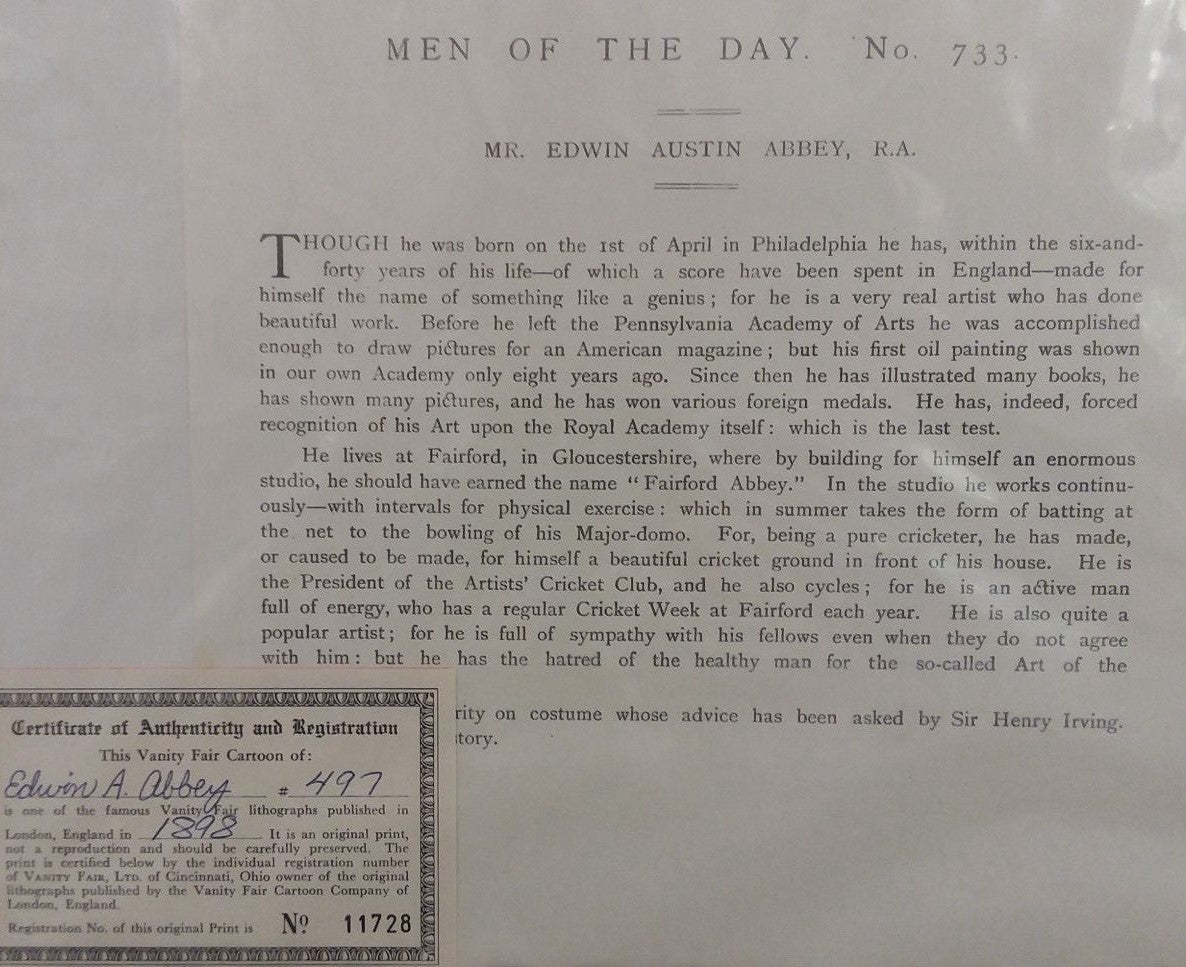 MEN OF THE DAY. No. 733.
MR. EDWIN AUSTIN ABBEY, R.A.
THOUGH he was born on the 1st of April in Philadelphia he has, within the six-and-
forty years of his life—of which a score have been spent in England—made for
himself the name of something like a genius; for he is a very real artist who has done
beautiful work. Before he left the Pennsylvania Academy of Arts he was accomplished
enough to draw pictures for an American magazine; but his first oil painting was shown
in our own Academy only eight years ago. Since then he has illustrated many books, he
has shown many pictures, and he has won various foreign medals. He has, indeed, forced
recognition of his Art upon the Royal Academy itself: which is the last test.
He lives at Fairford, in Gloucestershire, where by building for himself an enormous
studio, he should have earned the name "Fairford Abbey." In the studio he works continu-
ously—with intervals for physical exercise: which in summer takes the form of batting at
the net to the bowling of his Major-domo. For, being a pure cricketer, he has made,
or caused to be made, for himself a beautiful cricket ground in front of his house. He is
the President of the Artists' Cricket Club, and he also cycles; for he is an active man
full of energy, who has a regular Cricket Week at Fairford each year. He is also quite a
popular artist; for he is full of sympathy with his fellows even when they do not agree
with him: but he has the hatred of the healthy man for the so-called Art of the
rity on costume whose advice has been asked by Sir Henry Irving.
tory.
Certificate of Authenticity and Registration
This Vanity Fair Cartoon of:
Edwin A. Abbey # 497
is one of the famous Vanity Fair lithographs published in
London, England in 1898 It is an original print,
not a reproduction and should be carefully preserved. The
print is certified below by the individual registration number
of VANITY FAIR, LTD. of Cincinnati, Ohio owner of the original
lithographs published by the Vanity Fair Cartoon Company of
London, England.
Registration No. of this original Print is Nº 11728